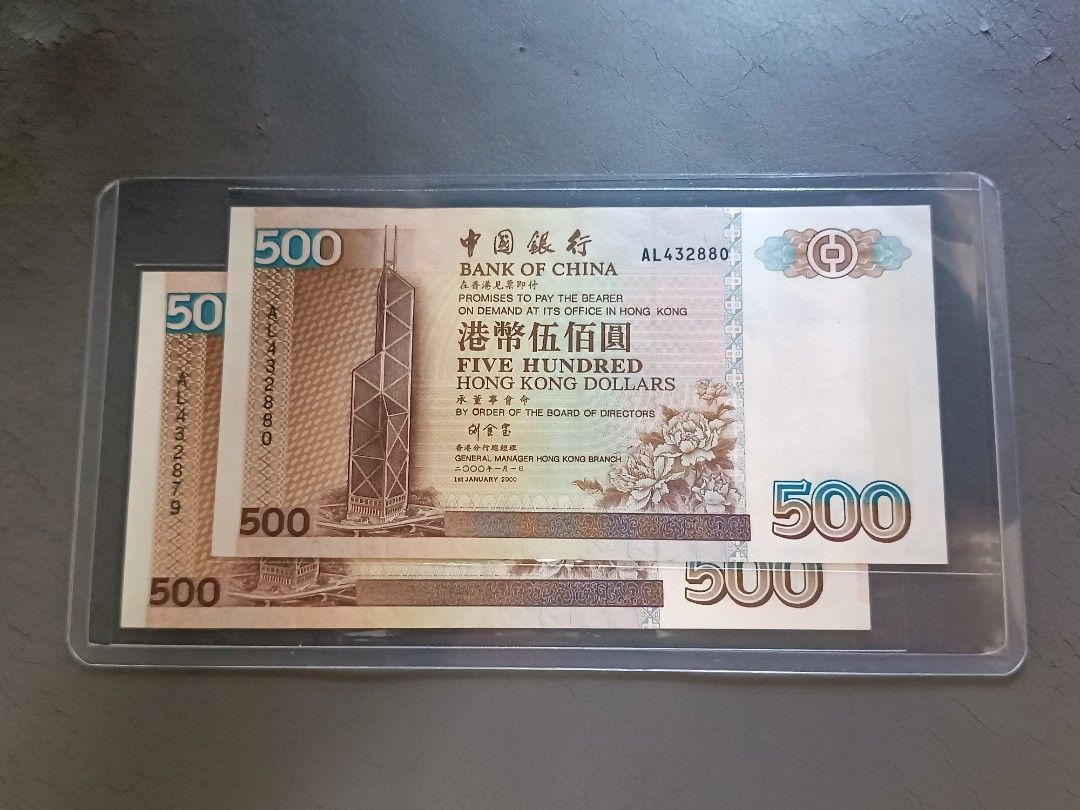 500
中國銀行
AL432880
BANK OF CHINA
在香港見票即付
PROMISES TO PAY THE BEARER
ON DEMAND AT ITS OFFICE IN HONG KONG
港幣伍佰圓
FIVE HUNDRED
HONG KONG DOLLARS
承董事會命
BY ORDER OF THE BOARD OF DIRECTORS
香港分行總經理
GENERAL MANAGER HONG KONG BRANCH
二〇〇〇年一月一日
1st JANUARY 2000
AL432880
500
500
50
AL432879
500
500